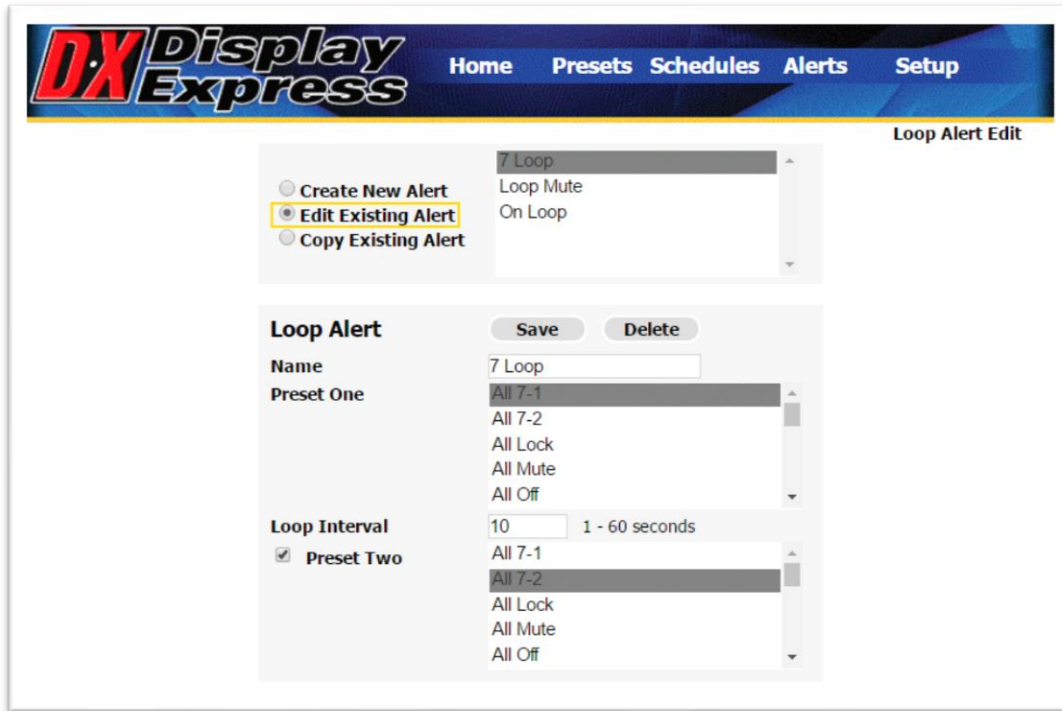 D·X Display Express
Home Presets Schedules Alerts Setup
Loop Alert Edit
Create New Alert
Edit Existing Alert
Copy Existing Alert
7 Loop
Loop Mute
On Loop
Loop Alert Save Delete
Name 7 Loop
Preset One All 7-1
All 7-2
All Lock
All Mute
All Off
Loop Interval 10 1 - 60 seconds
Preset Two All 7-1
All 7-2
All Lock
All Mute
All Off